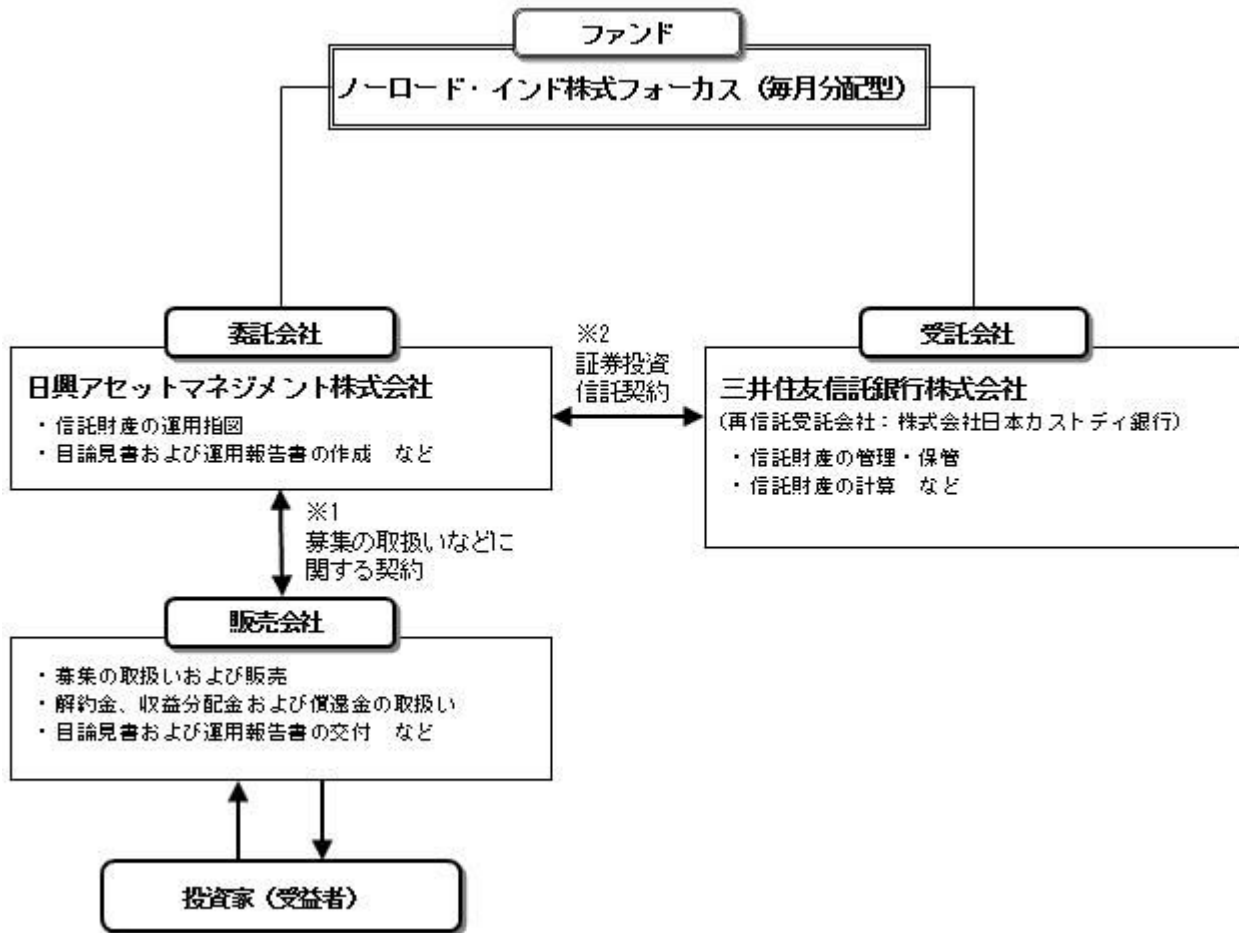 ファンド
ノーロード・インド株式フォーカス（毎月分配型）
委託会社
日興アセットマネジメント株式会社
・信託財産の運用指図
・目論見書および運用報告書の作成　など
※2
証券投資
信託契約
受託会社
三井住友信託銀行株式会社
（再信託受託会社：株式会社日本カストディ銀行）
・信託財産の管理・保管
・信託財産の計算　など
※1
募集の取扱いなどに
関する契約
販売会社
・募集の取扱いおよび販売
・解約金、収益分配金および償還金の取扱い
・目論見書および運用報告書の交付　など
投資家（受益者）